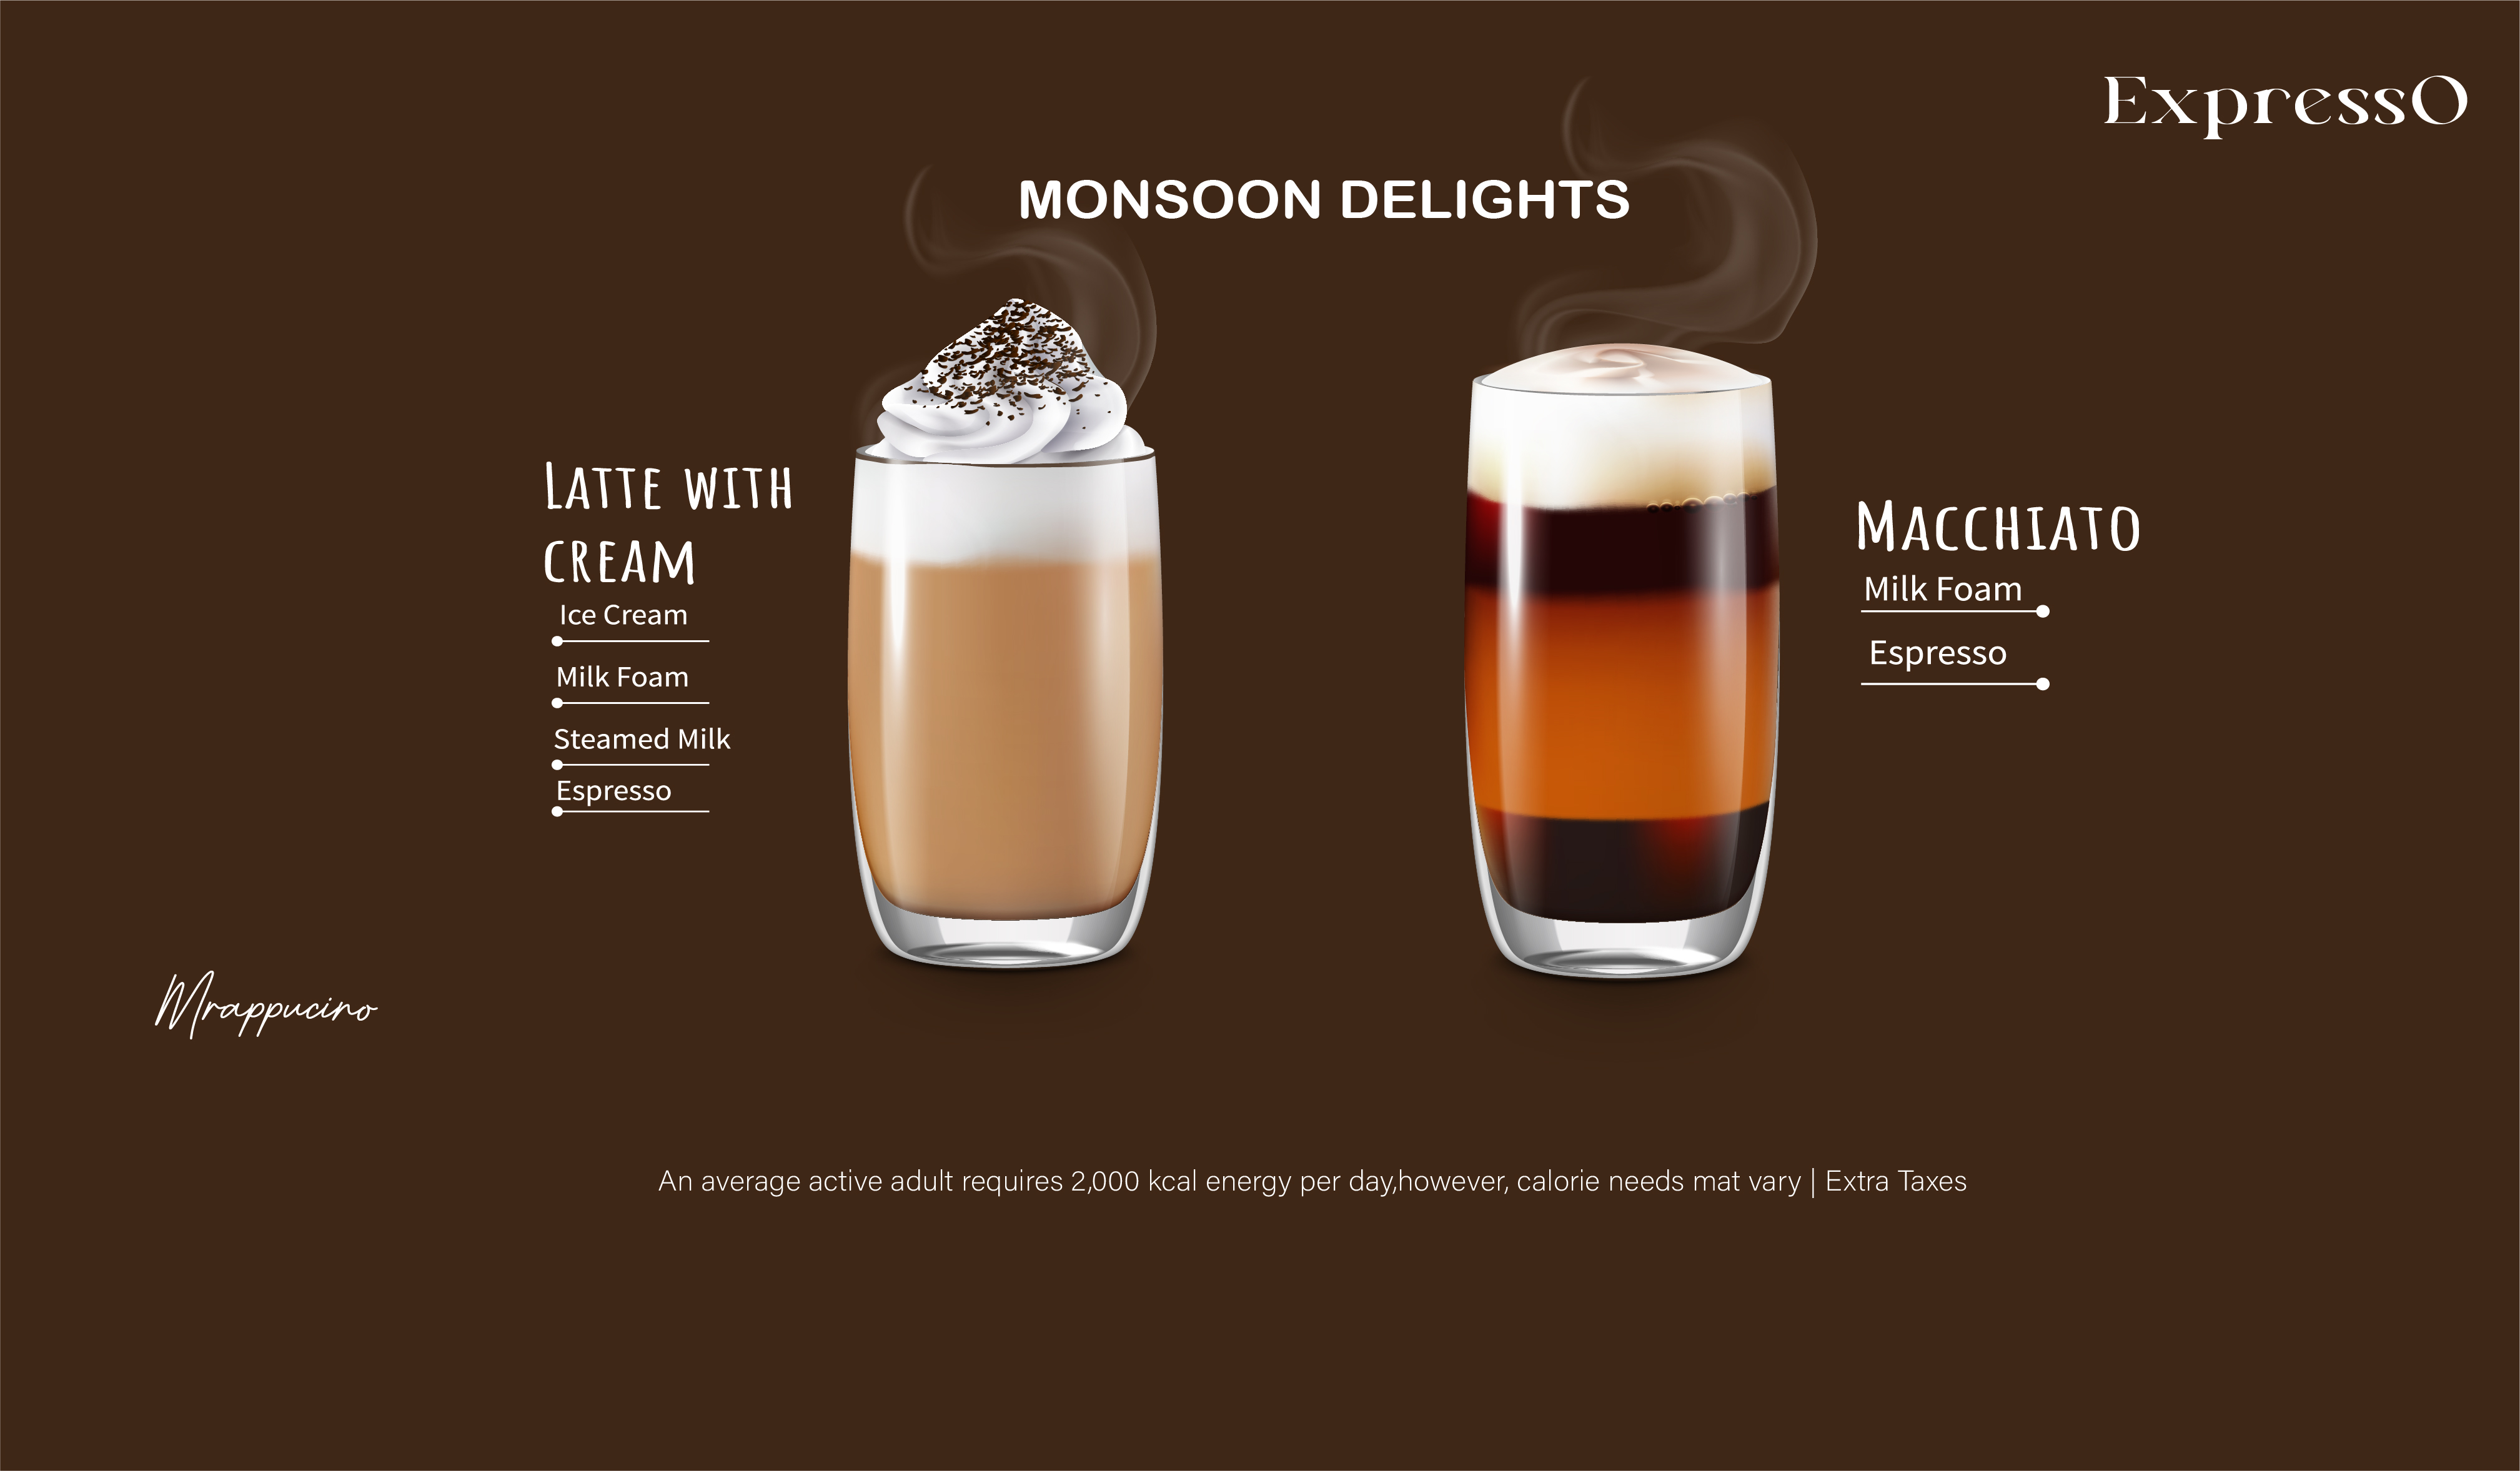 ExpressO
MONSOON DELIGHTS
Latte with
cream
Ice Cream
Milk Foam
Steamed Milk
Espresso
Macchiato
Milk Foam
Espresso
Mrappucino
An average active adult requires 2,000 kcal energy per day,however, calorie needs mat vary | Extra Taxes